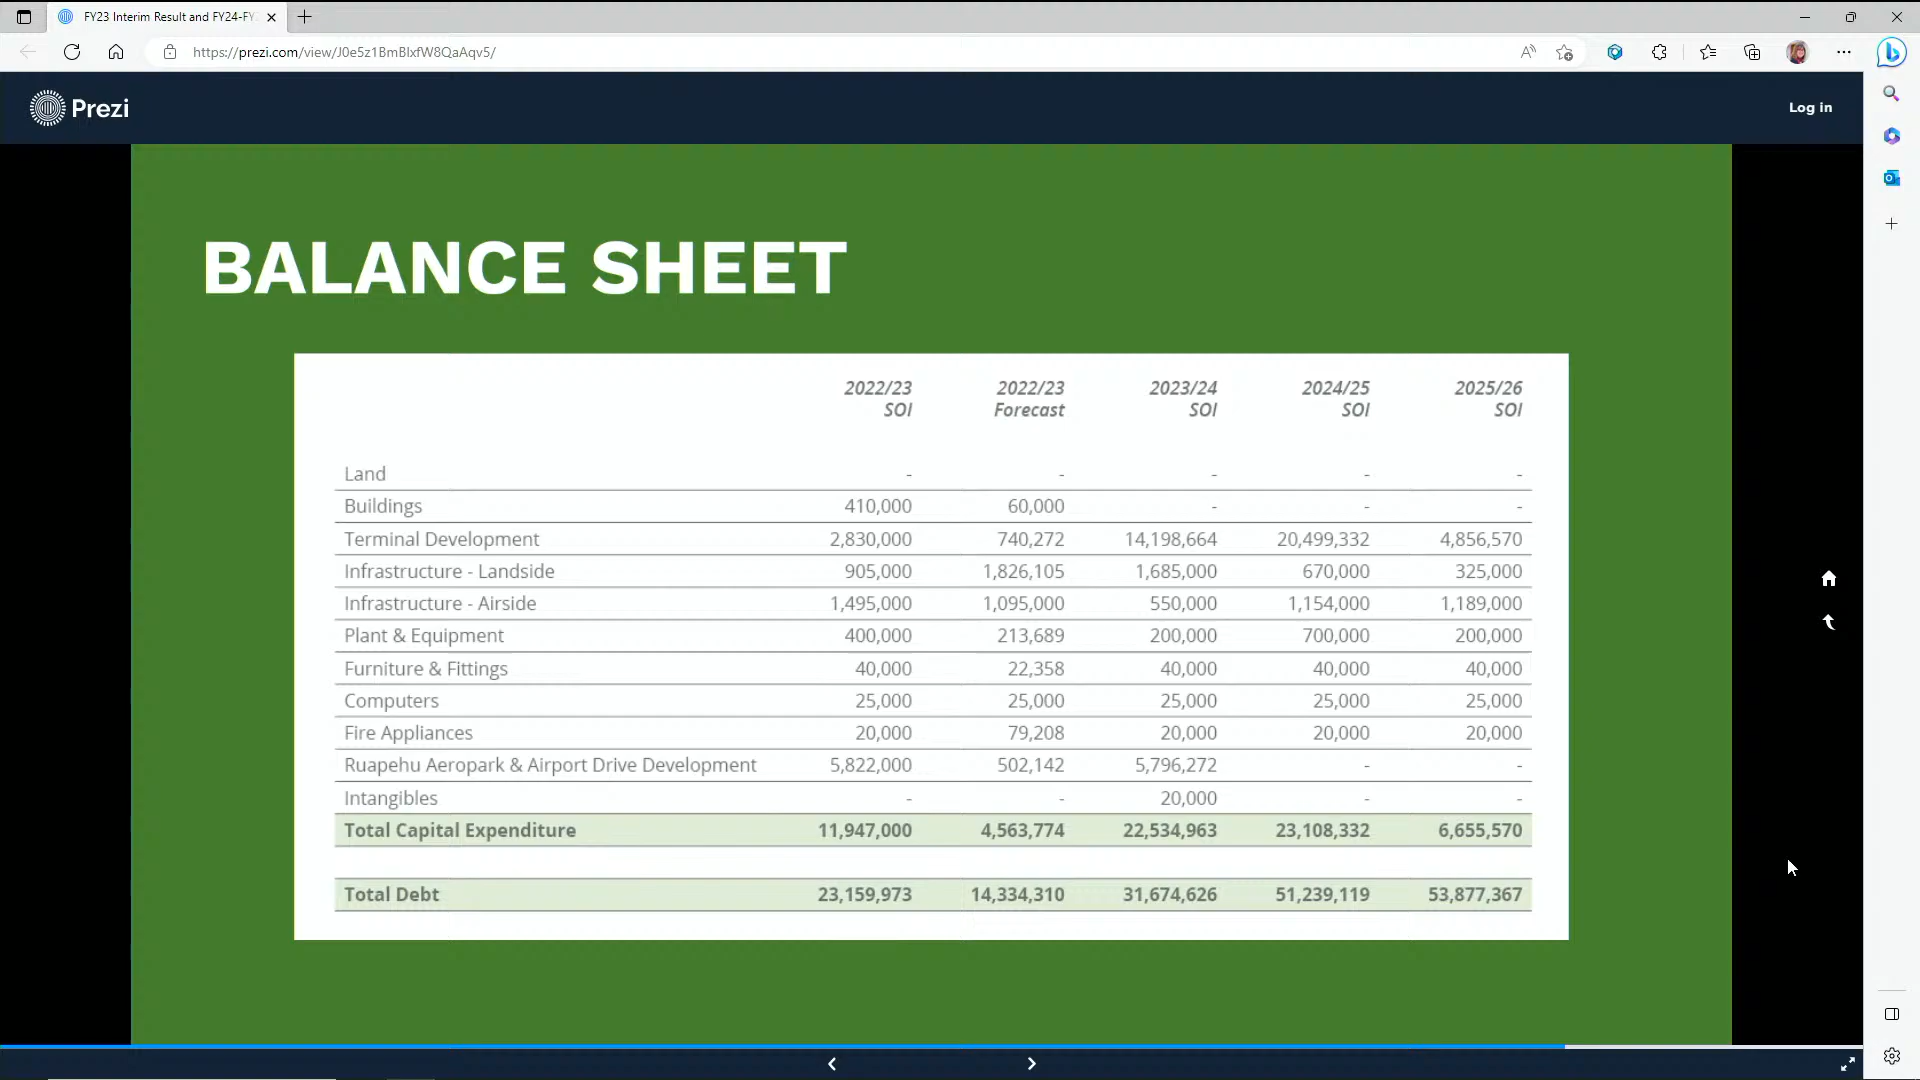 FY23 Interim Result and FY24-FY
https://prezi.com/view/J0e5z1BmBlxfW8QaAqv5/
Prezi
Log in
BALANCE SHEET
2022/23 2022/23 2023/24 2024/25 2025/26
SOI Forecast SOI SOI SOI
Land - - - - -
Buildings 410,000 60,000 - - -
Terminal Development 2,830,000 740,272 14,198,664 20,499,332 4,856,570
Infrastructure - Landside 905,000 1,826,105 1,685,000 670,000 325,000
Infrastructure - Airside 1,495,000 1,095,000 550,000 1,154,000 1,189,000
Plant & Equipment 400,000 213,689 200,000 700,000 200,000
Furniture & Fittings 40,000 22,358 40,000 40,000 40,000
Computers 25,000 25,000 25,000 25,000 25,000
Fire Appliances 20,000 79,208 20,000 20,000 20,000
Ruapehu Aeropark & Airport Drive Development 5,822,000 502,142 5,796,272 - -
Intangibles - - 20,000 - -
Total Capital Expenditure 11,947,000 4,563,774 22,534,963 23,108,332 6,655,570
Total Debt 23,159,973 14,334,310 31,674,626 51,239,119 53,877,367